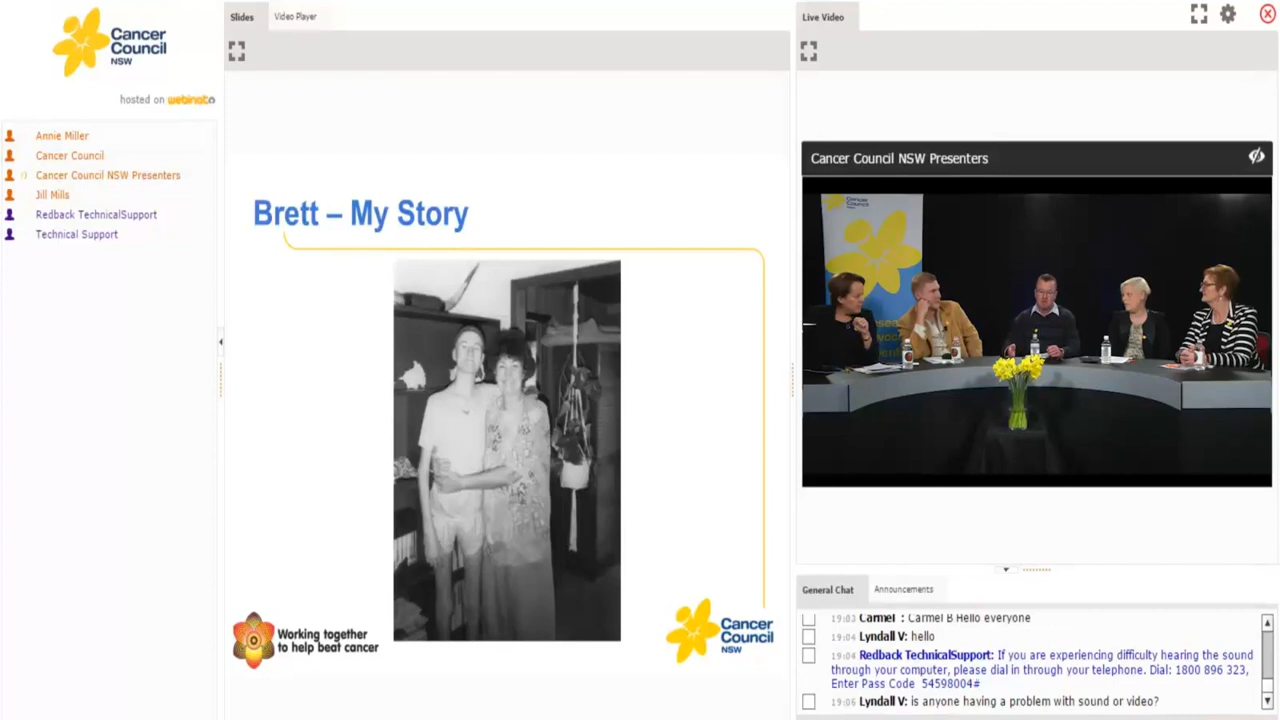 Cancer
Council
NSW
hosted on webinato
Annie Miller
Cancer Council
Cancer Council NSW Presenters
Jill Mills
Redback TechnicalSupport
Technical Support
Slides
Video Player
Brett – My Story
Working together
to help beat cancer
Cancer
Council
NSW
Live Video
Cancer Council NSW Presenters
Cancer
Council
General Chat
Announcements
19:03 Carmel : Carmel B Hello everyone
19:04 Lyndall V: hello
19:04 Redback TechnicalSupport: If you are experiencing difficulty hearing the sound
through your computer, please dial in through your telephone. Dial: 1800 896 323,
Enter Pass Code 54598004#
19:06 Lyndall V: is anyone having a problem with sound or video?